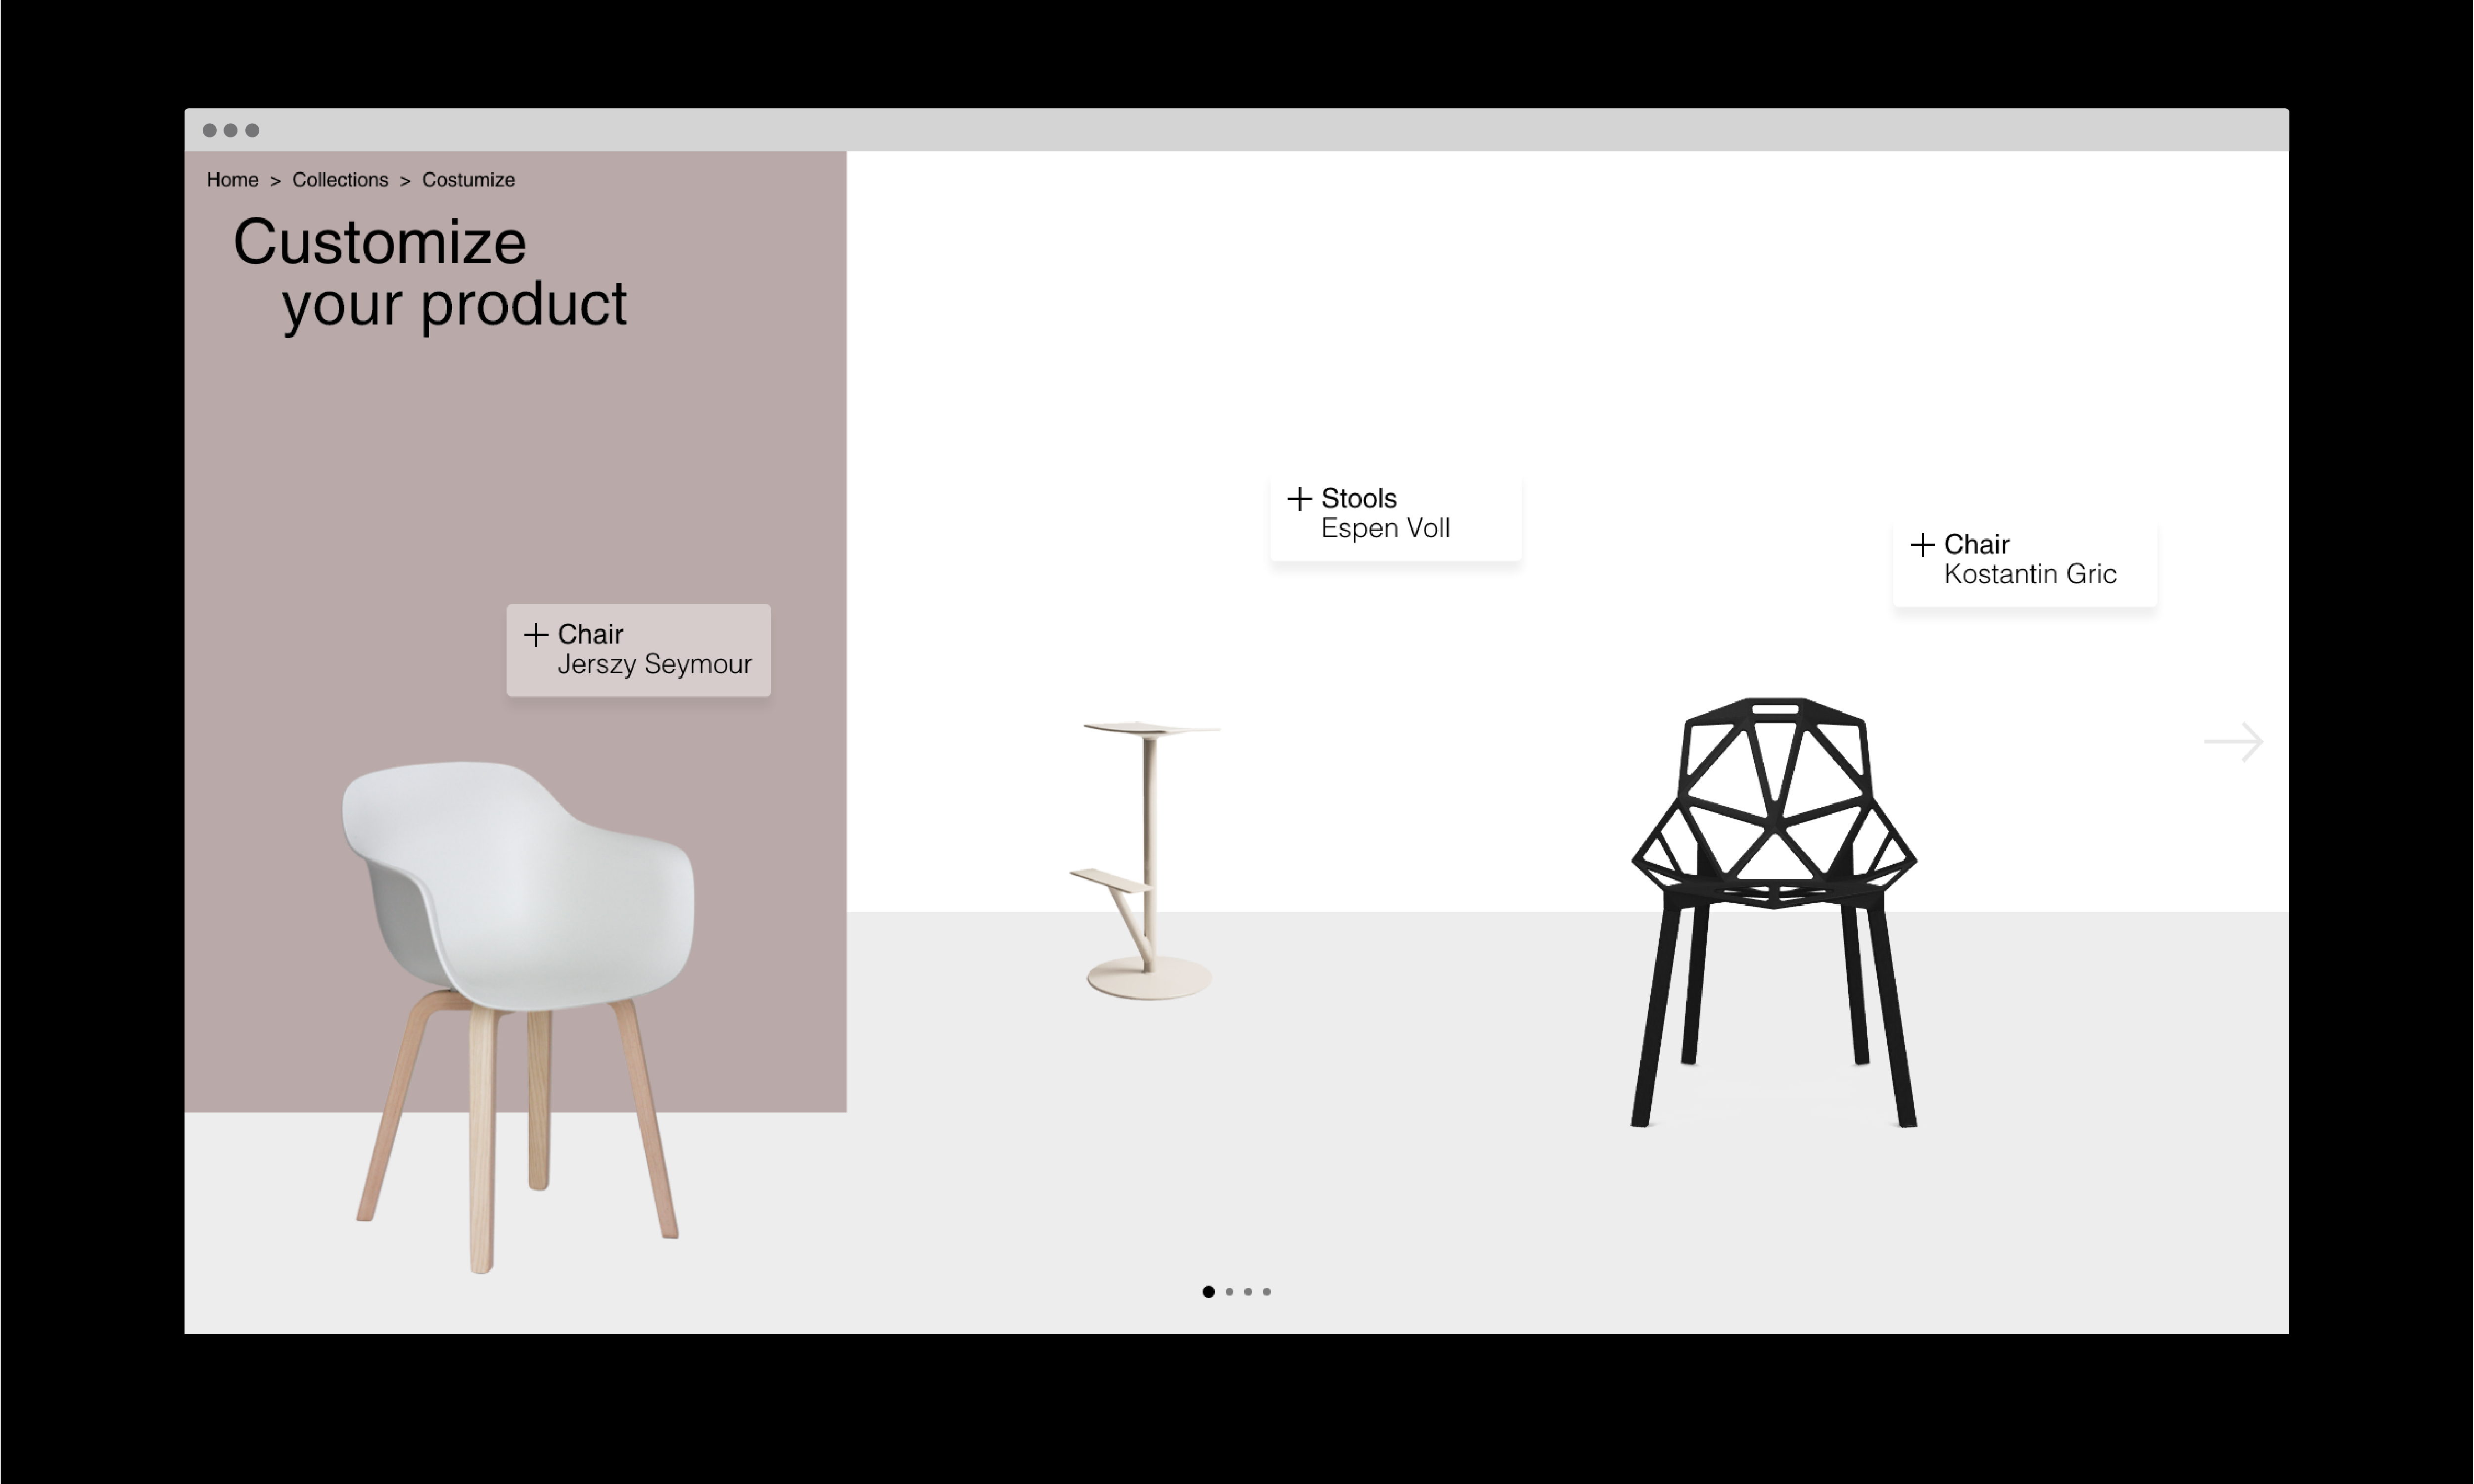 Home > Collections > Costumize
Customize
your product
+ Stools
Espen Voll
+ Chair
Kostantin Gric
+ Chair
Jerszy Seymour